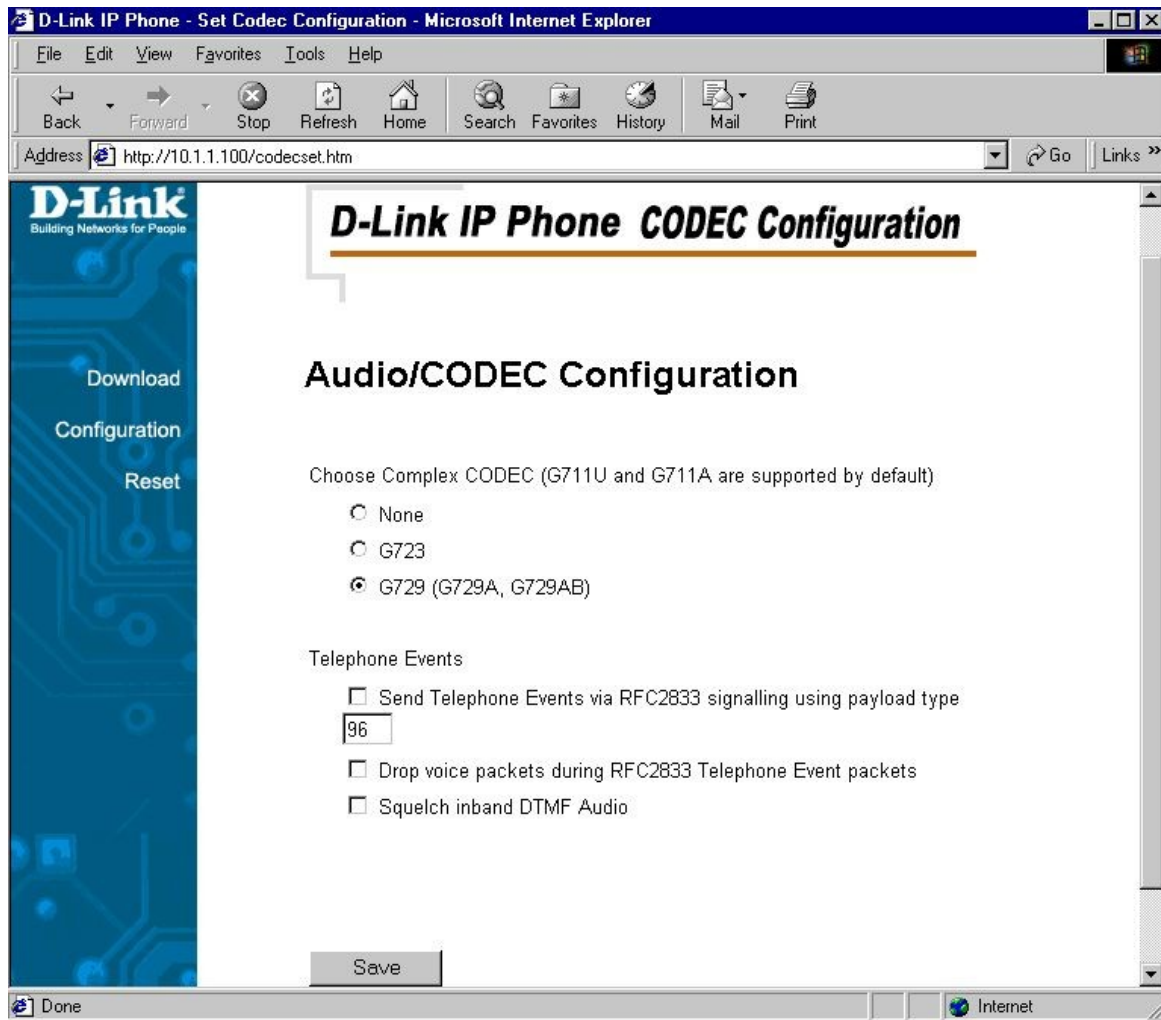 D-Link IP Phone - Set Codec Configuration - Microsoft Internet Explorer
File Edit View Favorites Tools Help
Back Forward Stop Refresh Home Search Favorites History Mail Print
Address http://10.1.1.100/codecset.htm Go Links »
D-Link
Building Networks for People
D-Link IP Phone CODEC Configuration
Download
Configuration
Reset
Audio/CODEC Configuration
Choose Complex CODEC (G711U and G711A are supported by default)
None
G723
G729 (G729A, G729AB)
Telephone Events
Send Telephone Events via RFC2833 signalling using payload type
96
Drop voice packets during RFC2833 Telephone Event packets
Squelch inband DTMF Audio
Save
Done Internet